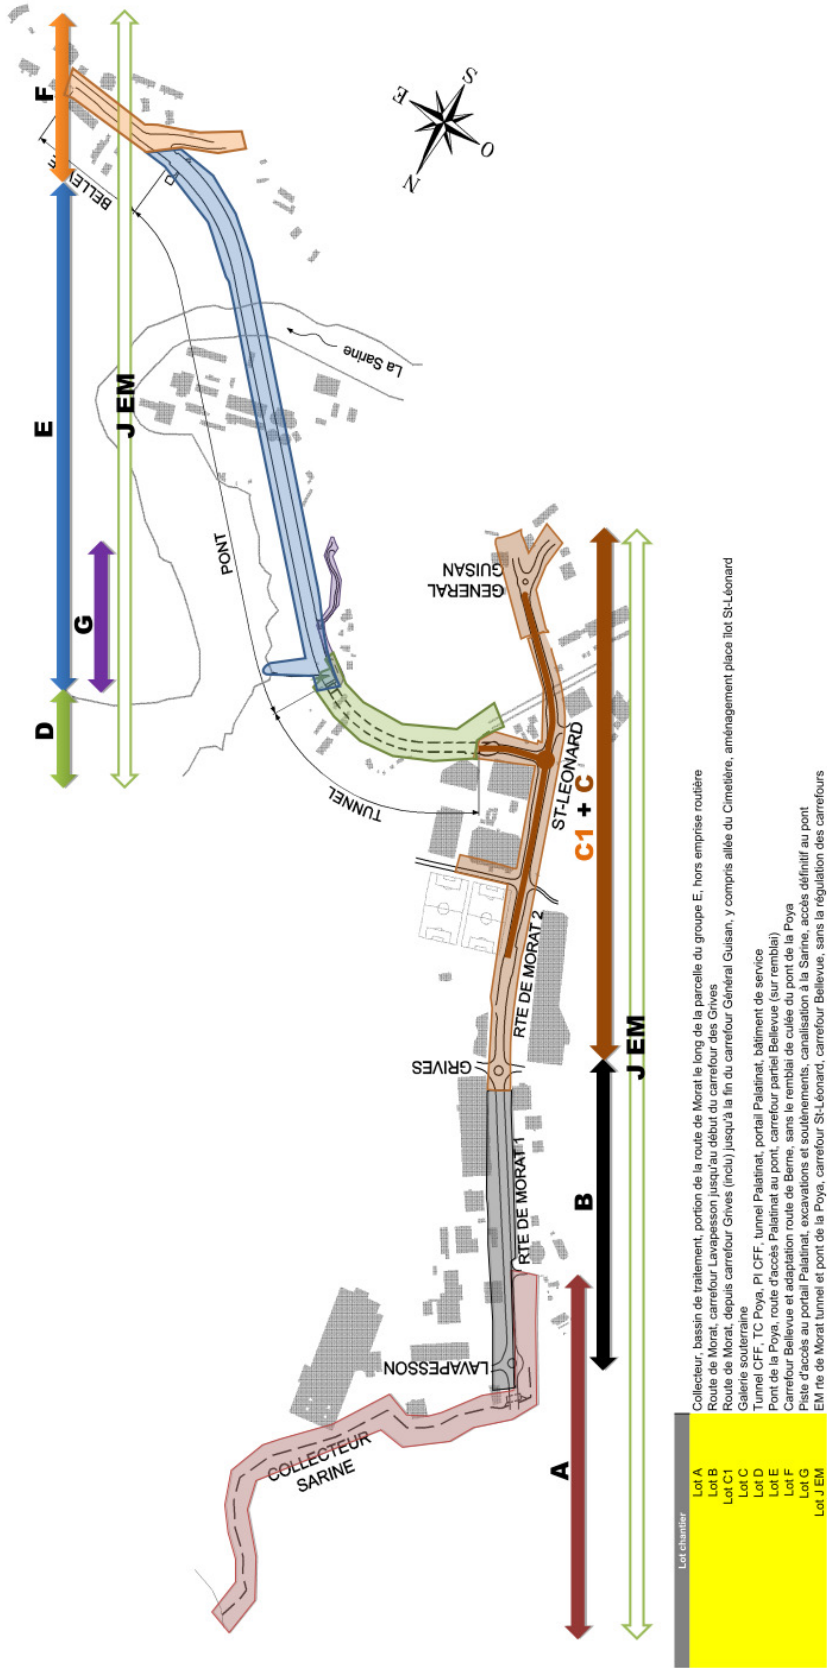 F
E
J EM
G
D
BELLEVUE
PONT
La Sarine
TUNNEL
N
E
S
O
GENERAL
GUISAN
ST-LEONARD
C1 + C
RTE DE MORAT 2
GRIVES
J EM
RTE DE MORAT 1
B
LAVAPESSON
A
COLLECTEUR
SARINE
Lot chantier
Lot A Collecteur, bassin de traitement, portion de la route de Morat le long de la parcelle du groupe E, hors emprise routière
Lot B Route de Morat, carrefour Lavapesson jusqu'au début du carrefour des Grives
Lot C1 Route de Morat, depuis carrefour Grives (inclu) jusqu'à la fin du carrefour Général Guisan, y compris allée du Cimetière, aménagement place îlot St-Léonard
Lot C Galerie souterraine
Lot D Tunnel CFF, TC Poya, PI CFF, tunnel Palatinat, portail Palatinat, bâtiment de service
Lot E Pont de la Poya, route d'accès Palatinat au pont, carrefour partiel Bellevue (sur remblai)
Lot F Carrefour Bellevue et adaptation route de Berne, sans le remblai de culée du pont de la Poya
Lot G Piste d'accès au portail Palatinat, excavations et soutènements, canalisation à la Sarine, accès définitif au pont
Lot J EM EM rte de Morat tunnel et pont de la Poya, carrefour St-Léonard, carrefour Bellevue, sans la régulation des carrefours